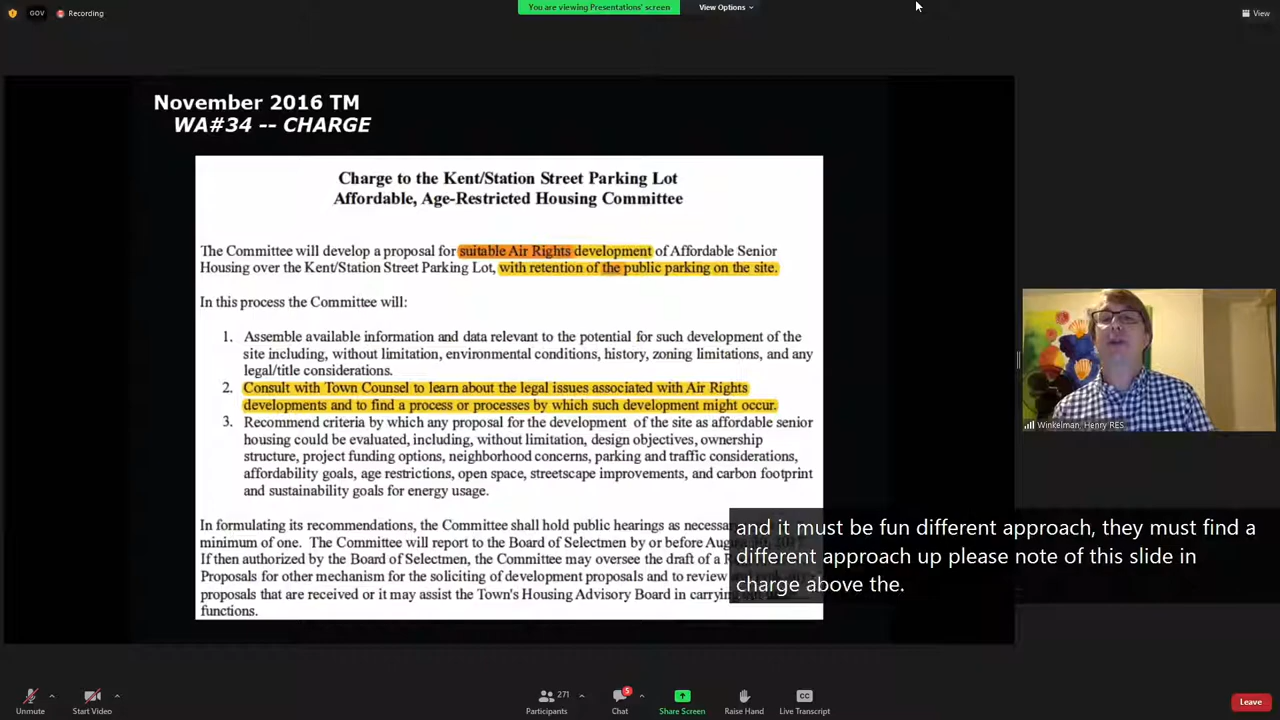 GOV
Recording
You are viewing Presentations' screen
View Options
View
November 2016 TM
WA#34 -- CHARGE
Charge to the Kent/Station Street Parking Lot
Affordable, Age-Restricted Housing Committee
The Committee will develop a proposal for suitable Air Rights development of Affordable Senior
Housing over the Kent/Station Street Parking Lot, with retention of the public parking on the site.
In this process the Committee will:
1. Assemble available information and data relevant to the potential for such development of the
site including, without limitation, environmental conditions, history, zoning limitations, and any
legal/title considerations.
2. Consult with Town Counsel to learn about the legal issues associated with Air Rights
developments and to find a process or processes by which such development might occur.
3. Recommend criteria by which any proposal for the development of the site as affordable senior
housing could be evaluated, including, without limitation, design objectives, ownership
structure, project funding options, neighborhood concerns, parking and traffic considerations,
affordability goals, age restrictions, open space, streetscape improvements, and carbon footprint
and sustainability goals for energy usage.
In formulating its recommendations, the Committee shall hold public hearings as necessa
minimum of one. The Committee will report to the Board of Selectmen by or before
If then authorized by the Board of Selectmen, the Committee may oversee the draft of a
Proposals for other mechanism for the soliciting of development proposals and to review
proposals that are received or it may assist the Town's Housing Advisory Board in carrying
functions.
Winkelman, Henry RES
and it must be fun different approach, they must find a
different approach up please note of this slide in
charge above the.
Unmute
Start Video
Participants
271
Chat
5
Share Screen
Raise Hand
CC
Live Transcript
Leave